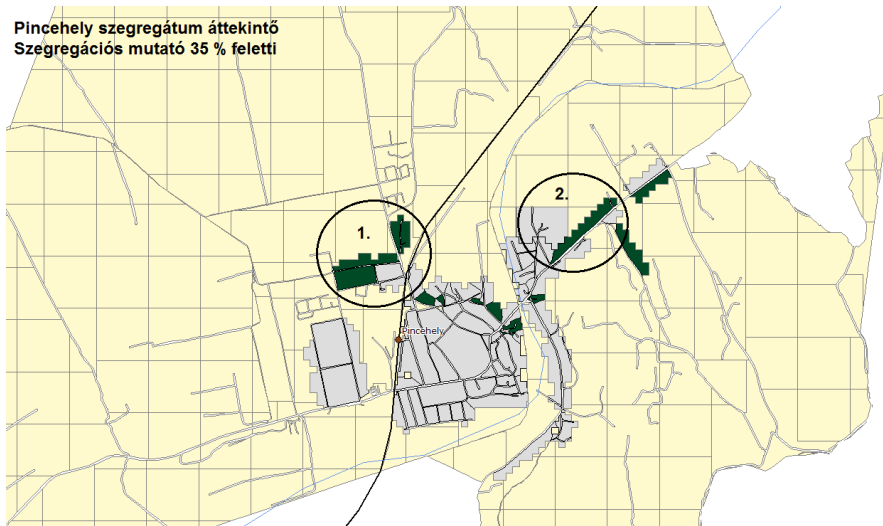 Pincehely szegregátum áttekintő
Szegregációs mutató 35 % feletti
1.
2.
Pincehely